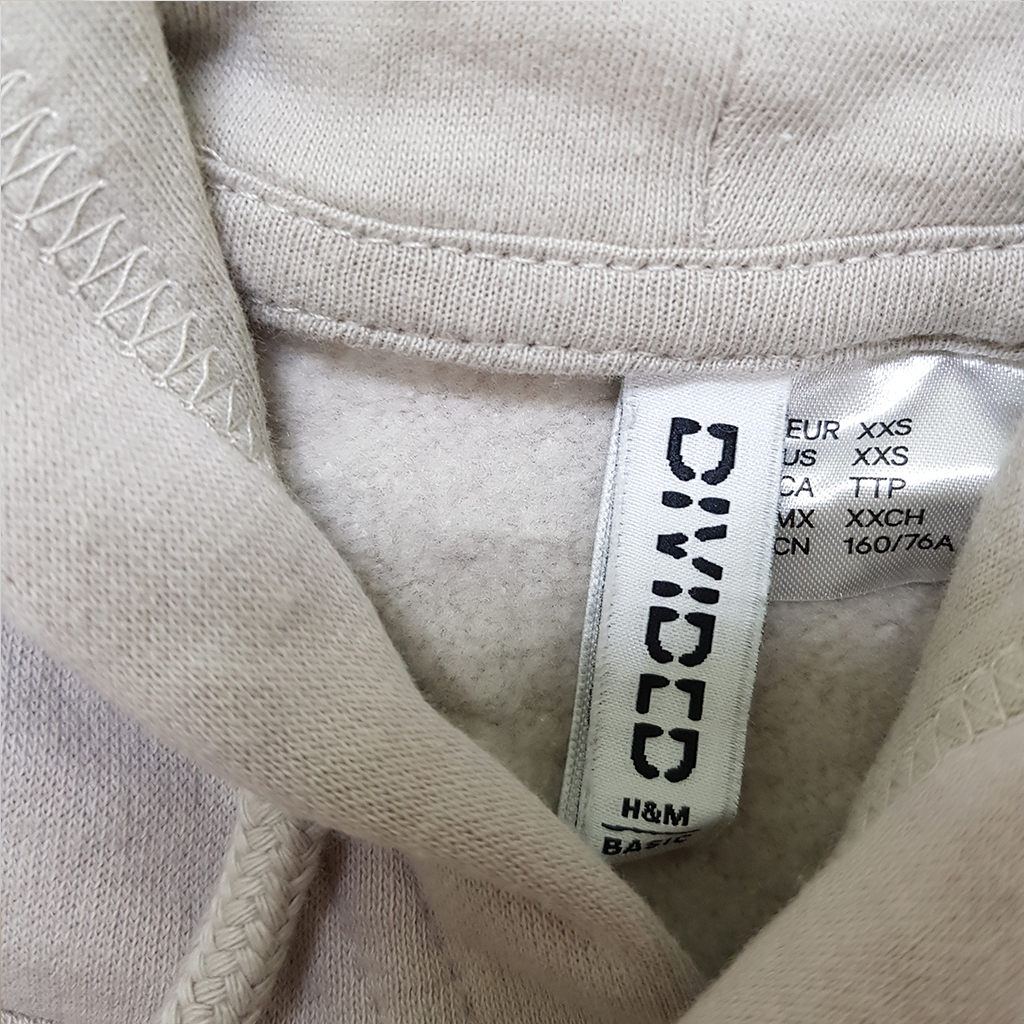 DIVIDED
H&M
BASIC
EUR XXS
US XXS
CA TTP
MX XXCH
CN 160/76A